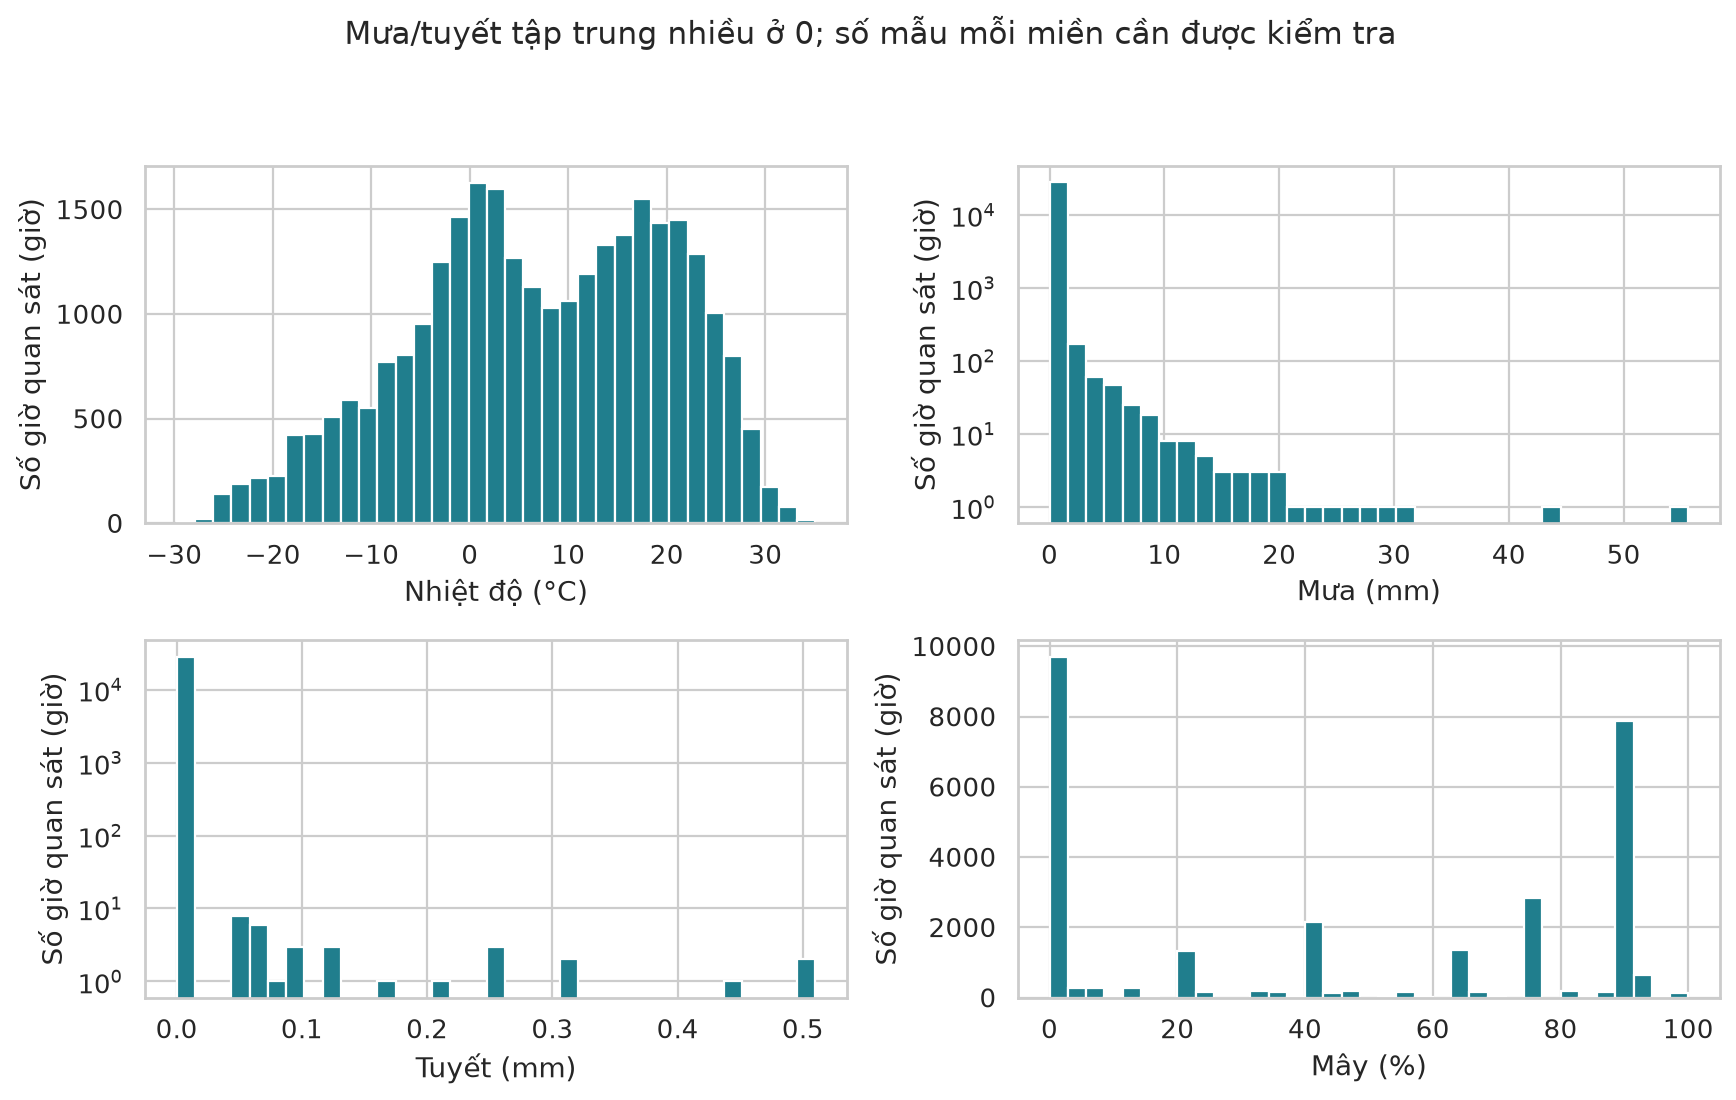 Mưa/tuyết tập trung nhiều ở 0; số mẫu mỗi miền cần được kiểm tra
Số giờ quan sát (giờ)
1500
1000
500
0
−30 −20 −10 0 10 20 30
Nhiệt độ (°C)
Số giờ quan sát (giờ)
10⁴
10³
10²
10¹
10⁰
0 10 20 30 40 50
Mưa (mm)
Số giờ quan sát (giờ)
10⁴
10³
10²
10¹
10⁰
0.0 0.1 0.2 0.3 0.4 0.5
Tuyết (mm)
Số giờ quan sát (giờ)
10000
8000
6000
4000
2000
0
0 20 40 60 80 100
Mây (%)